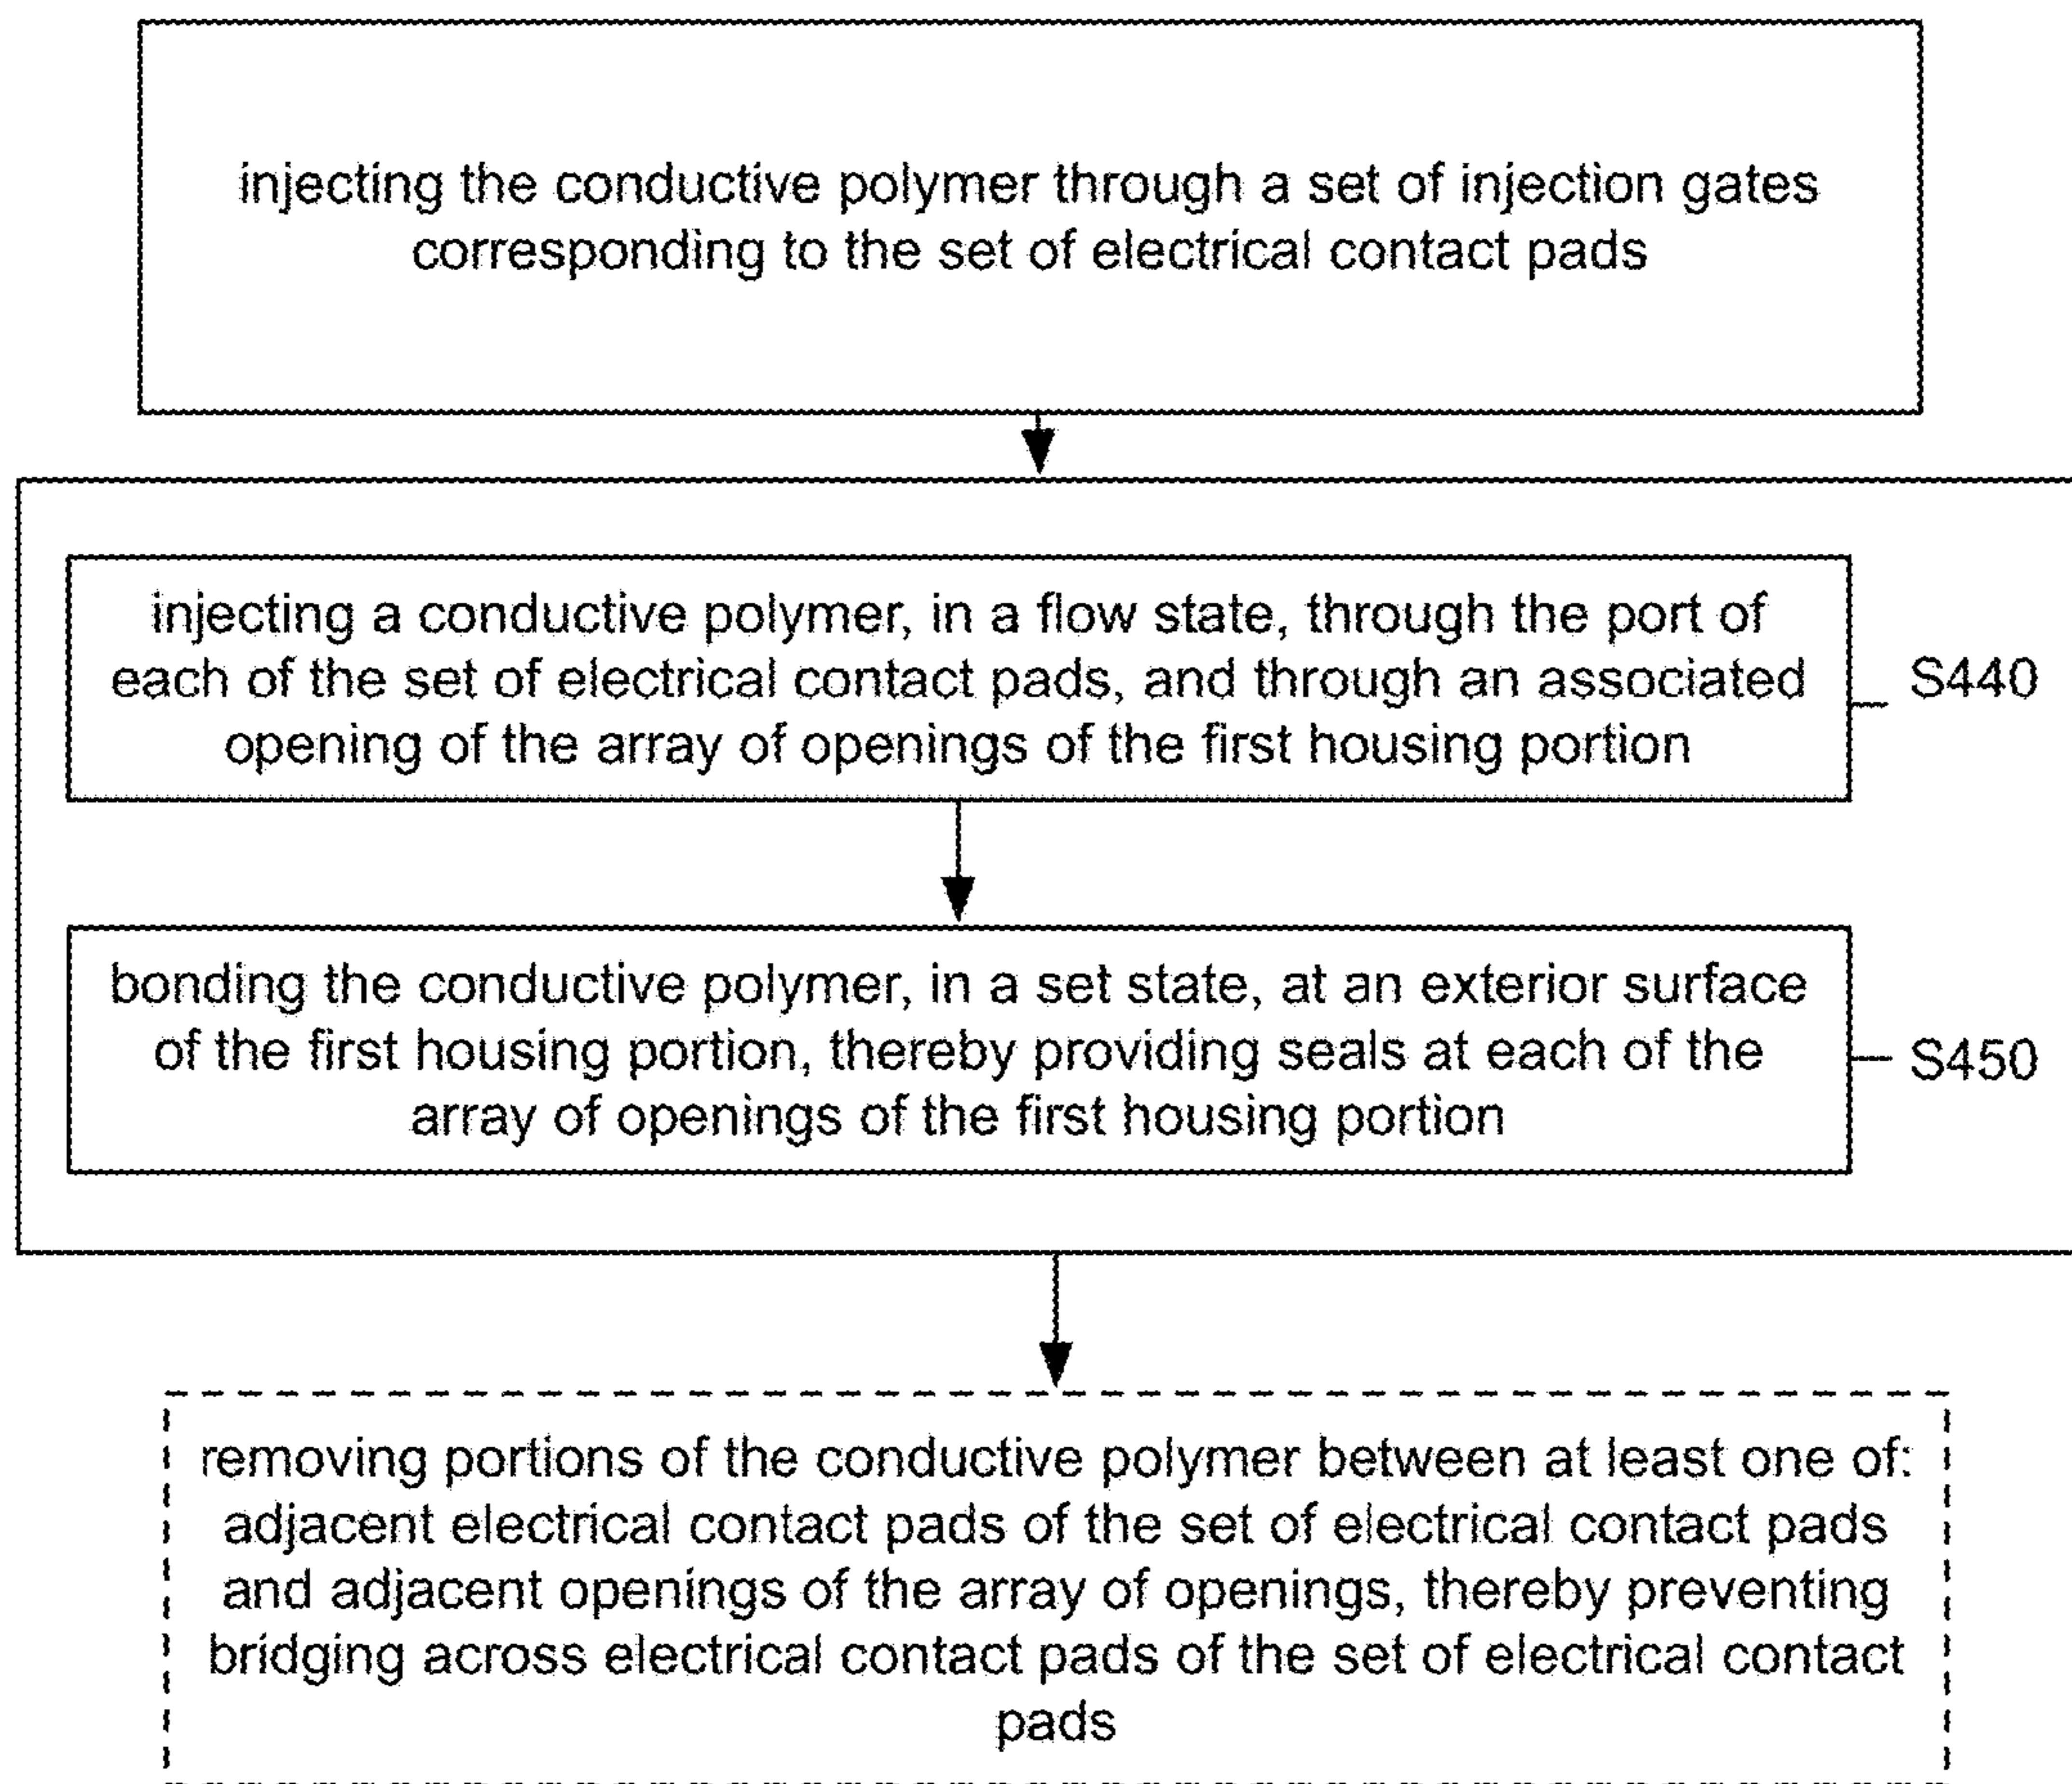 injecting the conductive polymer through a set of injection gates
corresponding to the set of electrical contact pads
injecting a conductive polymer, in a flow state, through the port of
each of the set of electrical contact pads, and through an associated
opening of the array of openings of the first housing portion
S440
bonding the conductive polymer, in a set state, at an exterior surface
of the first housing portion, thereby providing seals at each of the
array of openings of the first housing portion
S450
removing portions of the conductive polymer between at least one of:
adjacent electrical contact pads of the set of electrical contact pads
and adjacent openings of the array of openings, thereby preventing
bridging across electrical contact pads of the set of electrical contact
pads